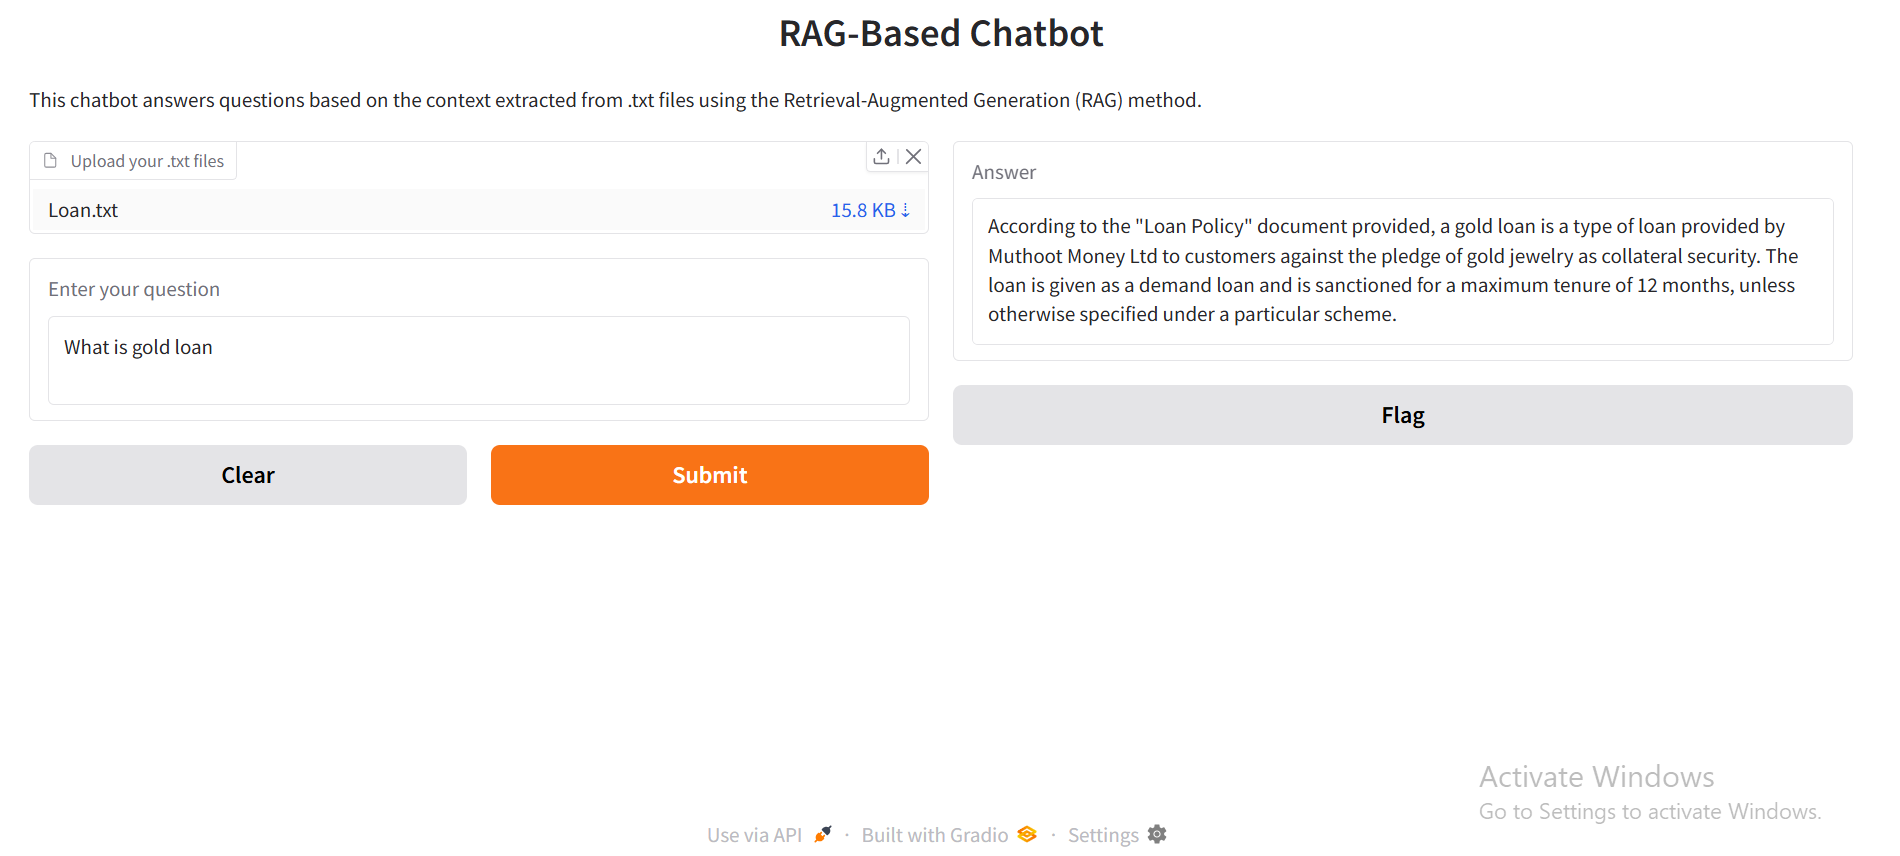 RAG-Based Chatbot
This chatbot answers questions based on the context extracted from .txt files using the Retrieval-Augmented Generation (RAG) method.
Upload your .txt files
Loan.txt
15.8 KB ⇣
Enter your question
What is gold loan
Clear
Submit
Answer
According to the "Loan Policy" document provided, a gold loan is a type of loan provided by
Muthoot Money Ltd to customers against the pledge of gold jewelry as collateral security. The
loan is given as a demand loan and is sanctioned for a maximum tenure of 12 months, unless
otherwise specified under a particular scheme.
Flag
Activate Windows
Go to Settings to activate Windows.
Use via API · Built with Gradio · Settings